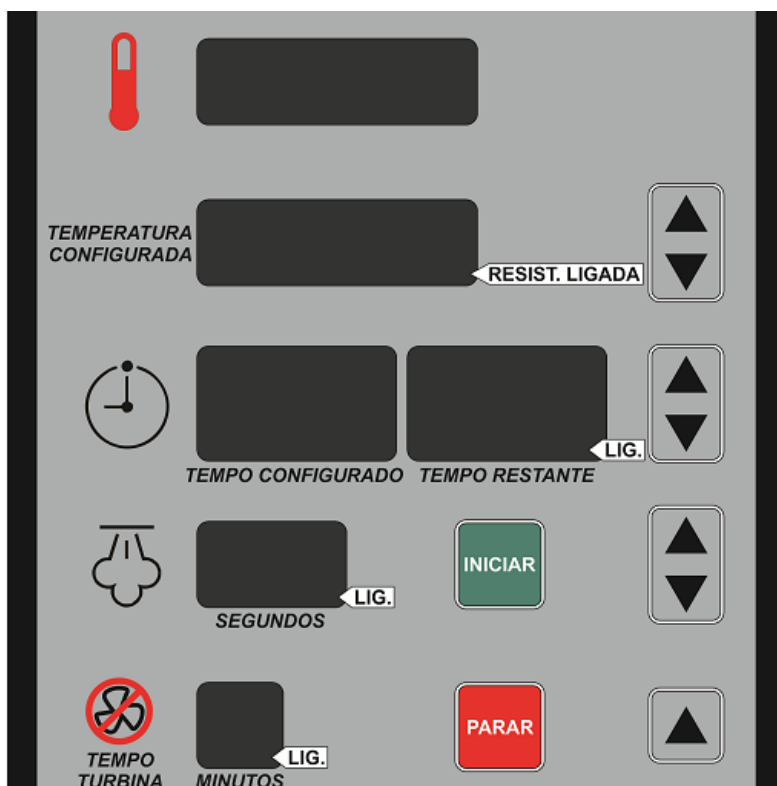 TEMPERATURA
CONFIGURADA
RESIST. LIGADA
LIG.
TEMPO CONFIGURADO
TEMPO RESTANTE
INICIAR
LIG.
SEGUNDOS
PARAR
LIG.
TEMPO
TURBINA
MINUTOS